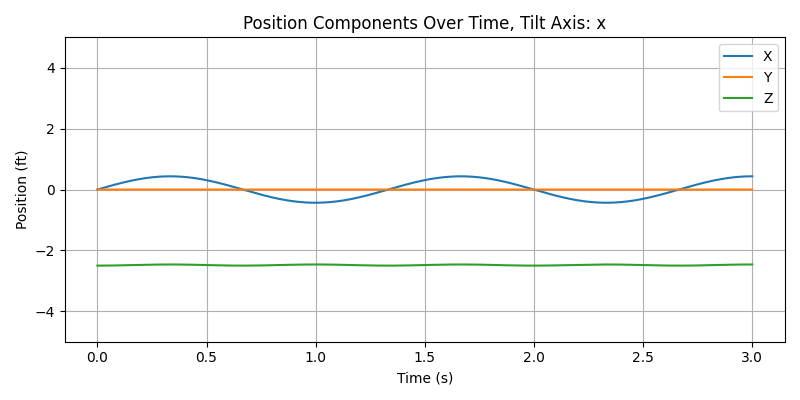 Position Components Over Time, Tilt Axis: x
X
Y
Z
Position (ft)
4
2
0
−2
−4
0.0 0.5 1.0 1.5 2.0 2.5 3.0
Time (s)